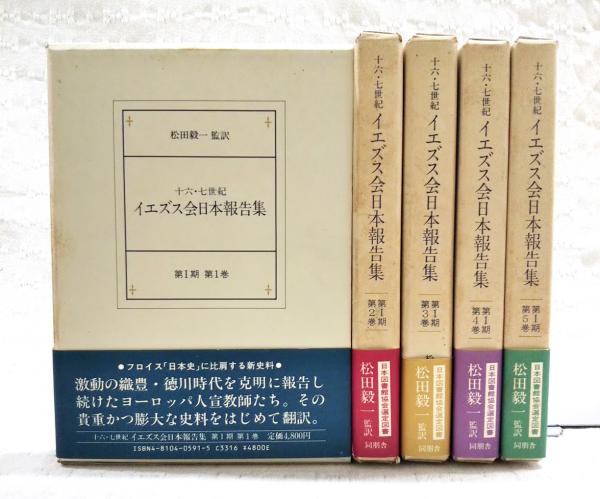 松田毅一 監訳
十六・七世紀
イエズス会日本報告集
第Ⅰ期 第1巻
●フロイス「日本史」に比肩する新史料●
激動の織豊・徳川時代を克明に報告し
続けたヨーロッパ人宣教師たち。その
貴重かつ膨大な史料をはじめて翻訳。
十六・七世紀 イエズス会日本報告集 第Ⅰ期 第1巻 定価4,800円
ISBN4-8104-0591-5 C3316 ¥4800E
十六・七世紀 イエズス会日本報告集
第Ⅰ期
第2巻
日本図書館協会選定図書
松田毅一 監訳
同朋舎
十六・七世紀 イエズス会日本報告集
第Ⅰ期
第3巻
日本図書館協会選定図書
松田毅一 監訳
同朋舎
十六・七世紀 イエズス会日本報告集
第Ⅰ期
第4巻
日本図書館協会選定図書
松田毅一 監訳
同朋舎
十六・七世紀 イエズス会日本報告集
第Ⅰ期
第5巻
日本図書館協会選定図書
松田毅一 監訳
同朋舎